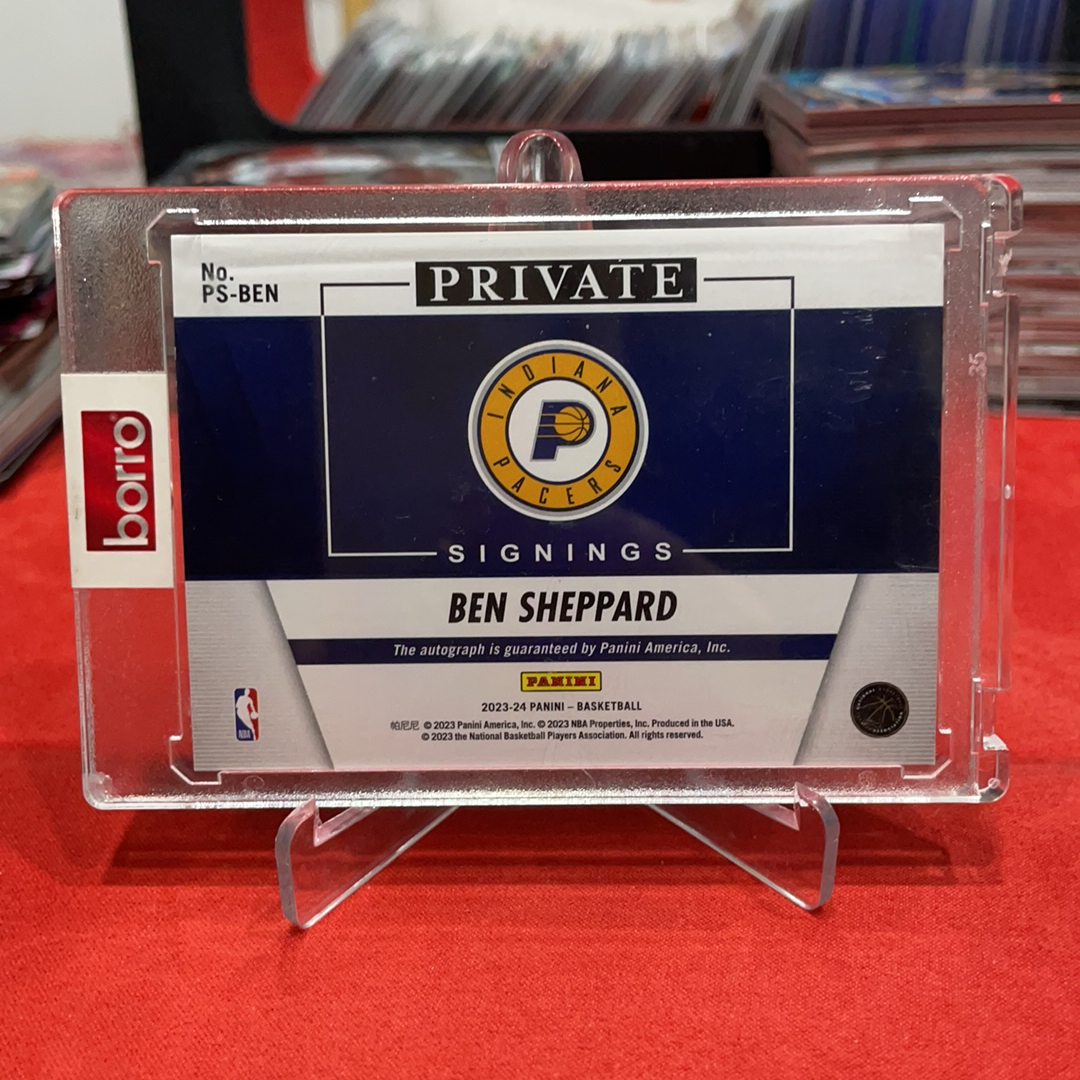 No.
PS-BEN
PRIVATE
INDIANA
PACERS
SIGNINGS
BEN SHEPPARD
The autograph is guaranteed by Panini America, Inc.
PANINI
2023-24 PANINI – BASKETBALL
帕尼尼 © 2023 Panini America, Inc. © 2023 NBA Properties, Inc. Produced in the USA.
© 2023 the National Basketball Players Association. All rights reserved.
NBA
borro®
35